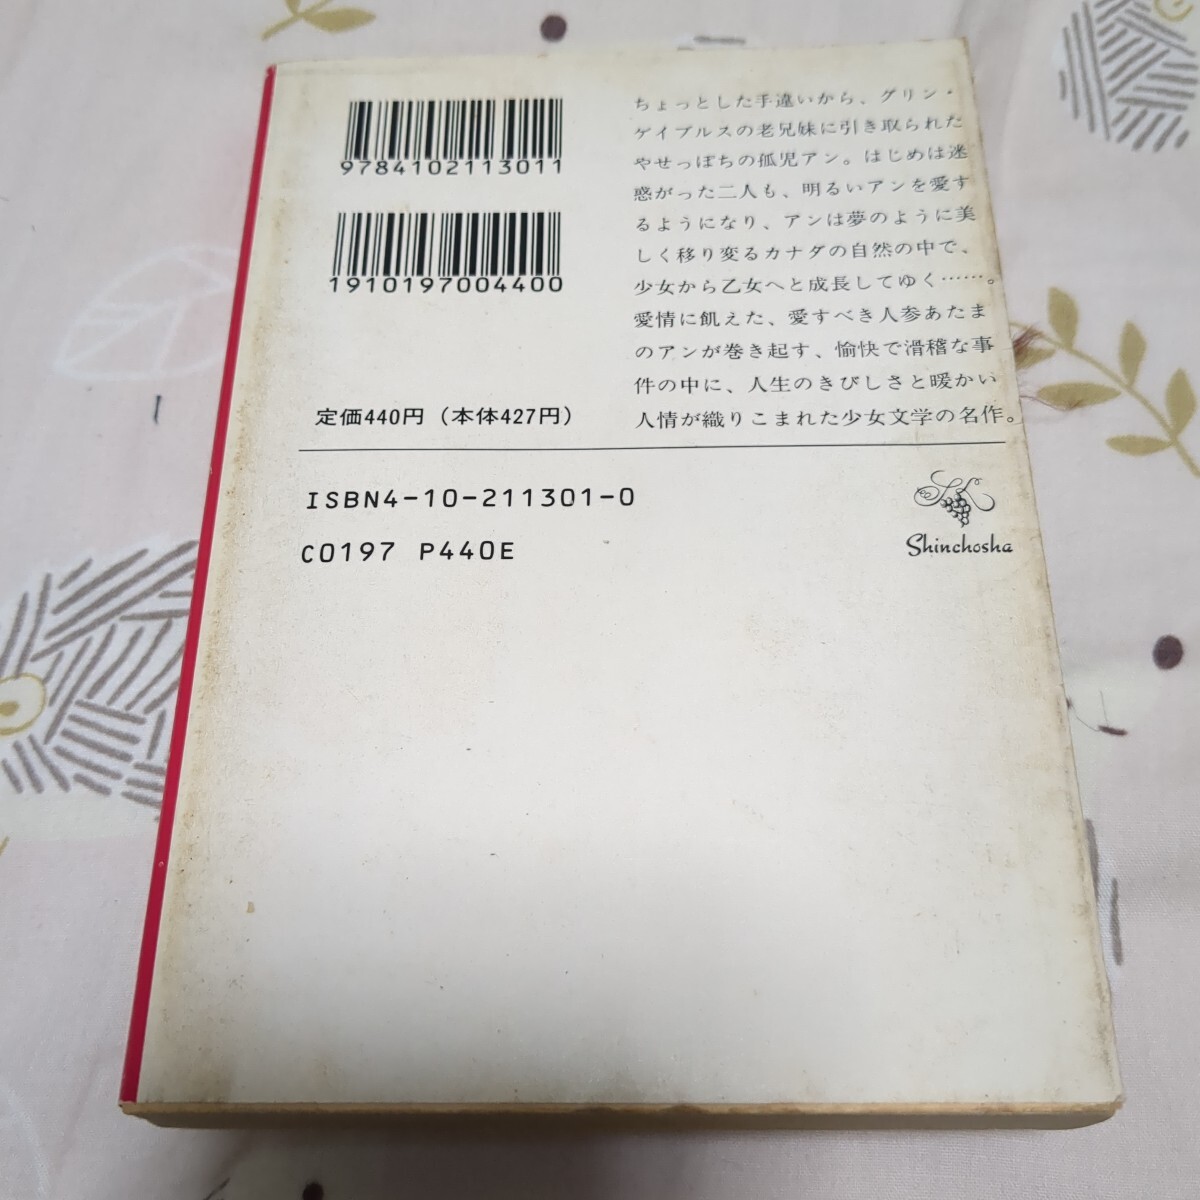 9784102113011
1910197004400
定価440円（本体427円）
ちょっとした手違いから、グリン・
ゲイブルスの老兄妹に引き取られた
やせっぽちの孤児アン。はじめは迷
惑がった二人も、明るいアンを愛す
るようになり、アンは夢のように美
しく移り変るカナダの自然の中で、
少女から乙女へと成長してゆく……。
愛情に飢えた、愛すべき人参あたま
のアンが巻き起す、愉快で滑稽な事
件の中に、人生のきびしさと暖かい
人情が織りこまれた少女文学の名作。
ISBN4-10-211301-0
C0197 P440E
Shinchosha